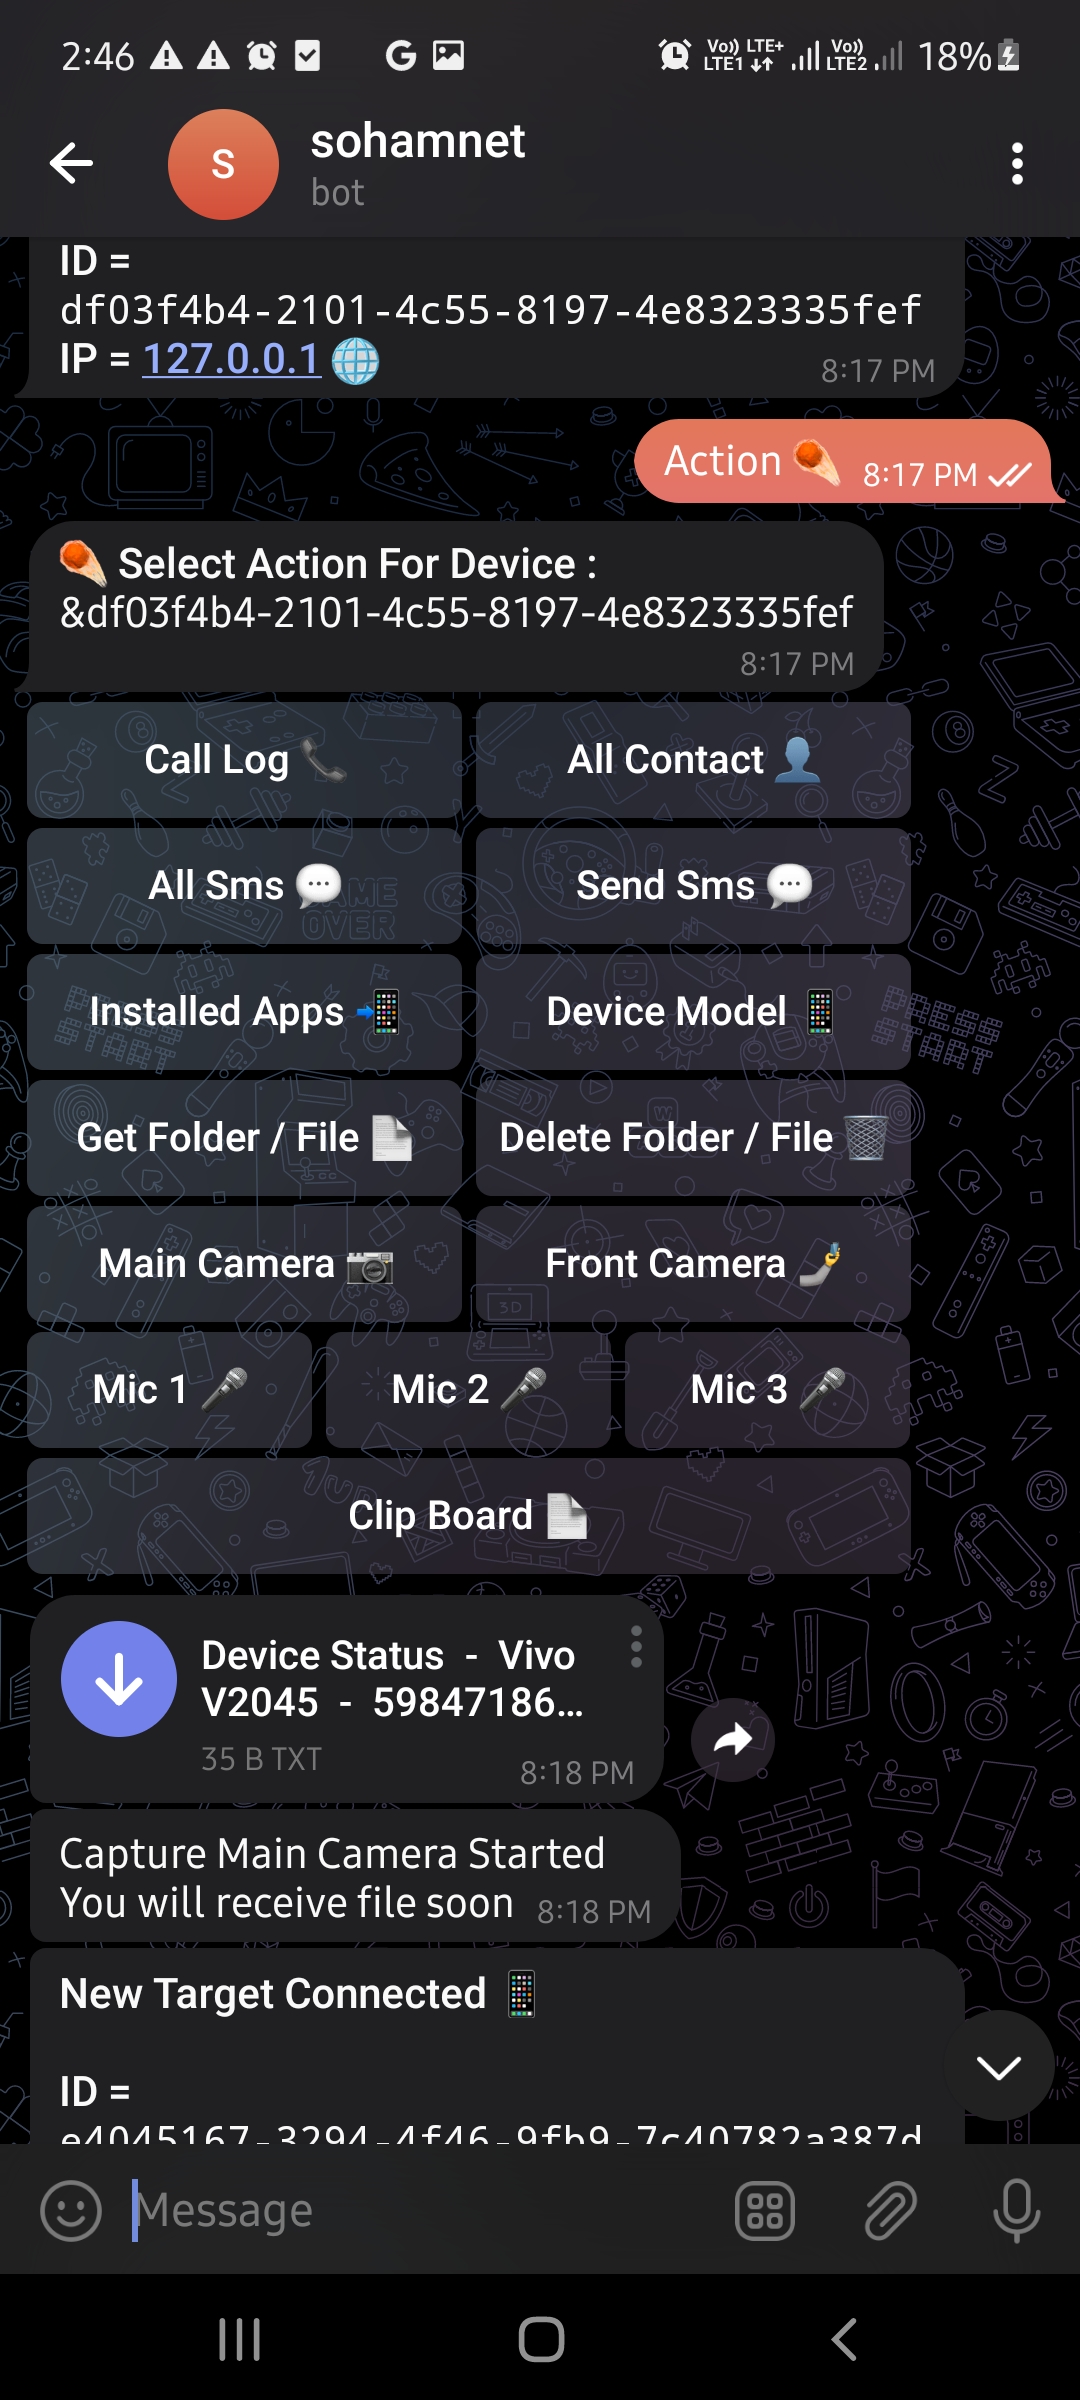 2:46
Vo)) LTE+
LTE1
Vo))
LTE2
18%
S
sohamnet
bot
ID =
df03f4b4-2101-4c55-8197-4e8323335fef
IP = 127.0.0.1 🌐
8:17 PM
Action ☄️ 8:17 PM
☄️ Select Action For Device :
&df03f4b4-2101-4c55-8197-4e8323335fef
8:17 PM
Call Log 📞
All Contact 👤
All Sms 💬
Send Sms 💬
Installed Apps 📲
Device Model 📱
Get Folder / File 📄
Delete Folder / File 🗑️
Main Camera 📷
Front Camera 🤳
Mic 1 🎤
Mic 2 🎤
Mic 3 🎤
Clip Board 📄
Device Status - Vivo
V2045 - 59847186...
35 B TXT
8:18 PM
Capture Main Camera Started
You will receive file soon 8:18 PM
New Target Connected 📱
ID =
e4045167-3294-4f46-9fb9-7c40782a387d
Message